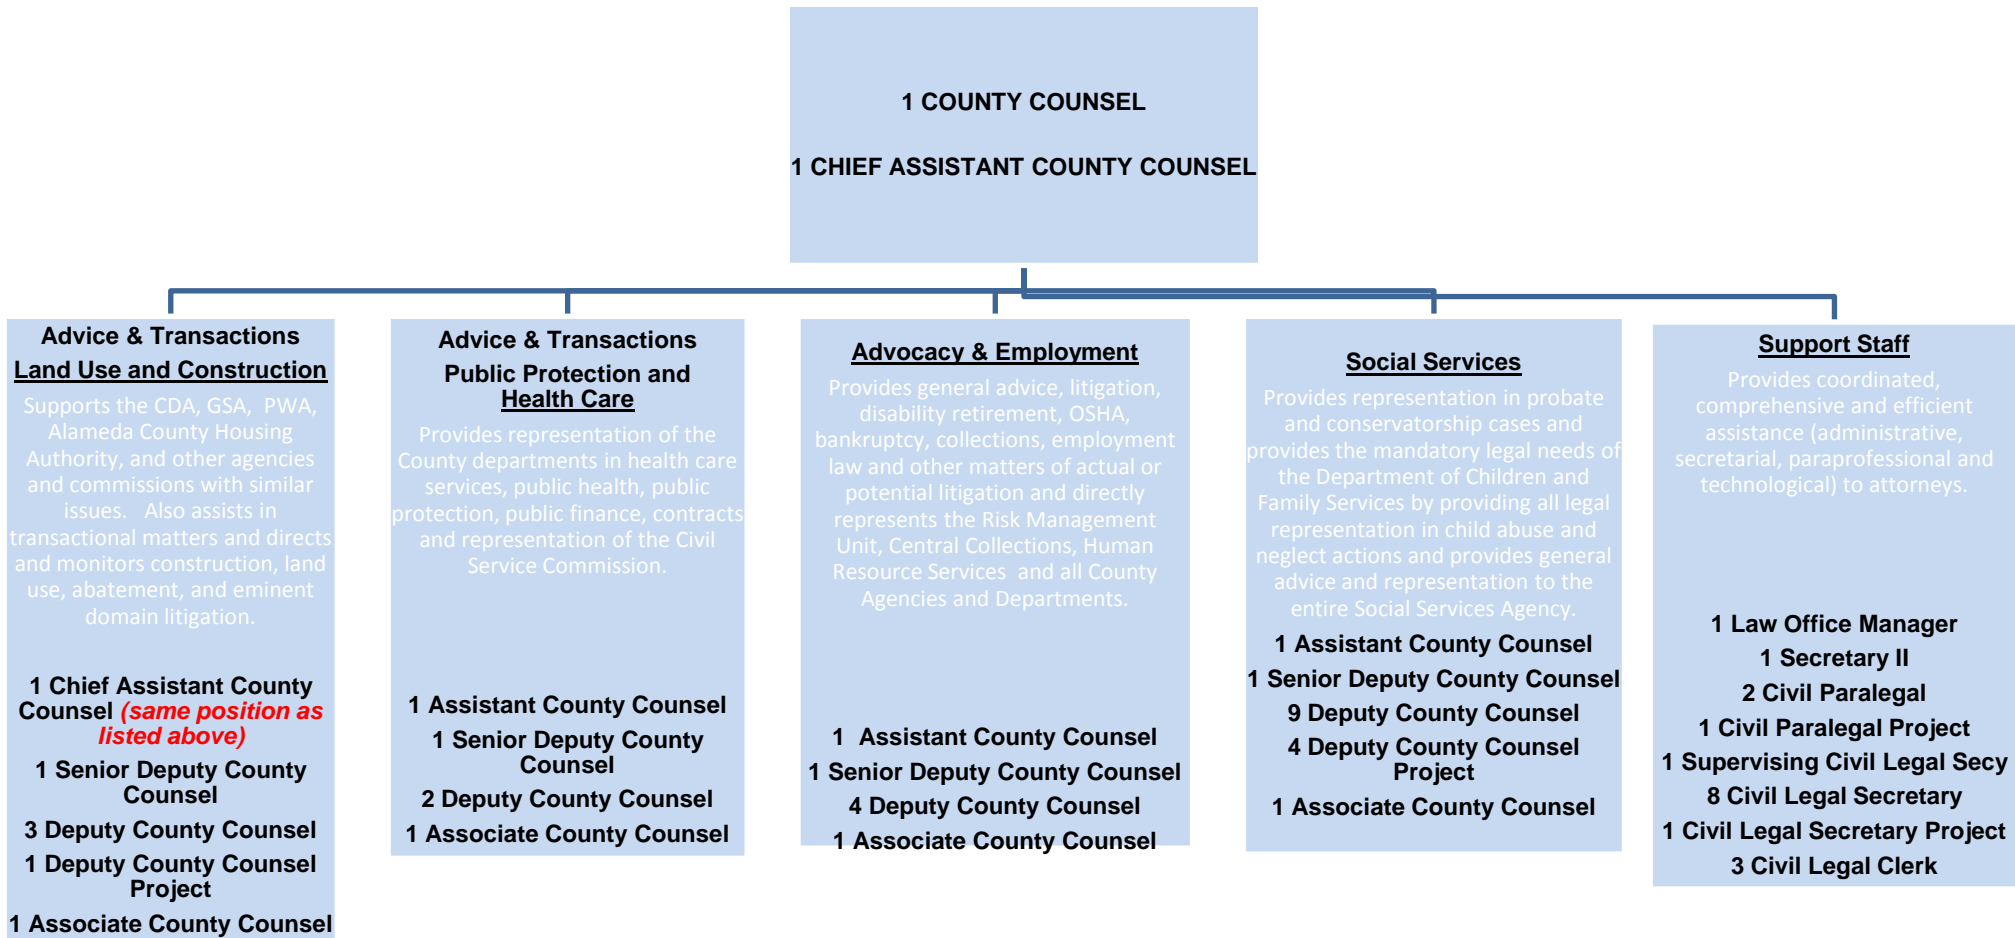 1 COUNTY COUNSEL
1 CHIEF ASSISTANT COUNTY COUNSEL
Advice & Transactions
Land Use and Construction
Supports the CDA, GSA,  PWA,
Alameda County Housing
Authority, and other agencies
and commissions with similar
issues.   Also assists in
transactional matters and directs
and monitors construction, land
use, abatement, and eminent
domain litigation.
1 Chief Assistant County
Counsel (same position as
listed above)
1 Senior Deputy County
Counsel
3 Deputy County Counsel
1 Deputy County Counsel
Project
1 Associate County Counsel
Advice & Transactions
Public Protection and
Health Care
Provides representation of the
County departments in health care
services, public health, public
protection, public finance, contracts
and representation of the Civil
Service Commission.
1 Assistant County Counsel
1 Senior Deputy County
Counsel
2 Deputy County Counsel
1 Associate County Counsel
Advocacy & Employment
Provides general advice, litigation,
disability retirement, OSHA,
bankruptcy, collections, employment
law and other matters of actual or
potential litigation and directly
represents the Risk Management
Unit, Central Collections, Human
Resource Services  and all County
Agencies and Departments.
1  Assistant County Counsel
1 Senior Deputy County Counsel
4 Deputy County Counsel
1 Associate County Counsel
Social Services
Provides representation in probate
and conservatorship cases and
provides the mandatory legal needs of
the Department of Children and
Family Services by providing all legal
representation in child abuse and
neglect actions and provides general
advice and representation to the
entire Social Services Agency.
1 Assistant County Counsel
1 Senior Deputy County Counsel
9 Deputy County Counsel
4 Deputy County Counsel
Project
1 Associate County Counsel
Support Staff
Provides coordinated,
comprehensive and efficient
assistance (administrative,
secretarial, paraprofessional and
technological) to attorneys.
1 Law Office Manager
1 Secretary II
2 Civil Paralegal
1 Civil Paralegal Project
1 Supervising Civil Legal Secy
8 Civil Legal Secretary
1 Civil Legal Secretary Project
3 Civil Legal Clerk